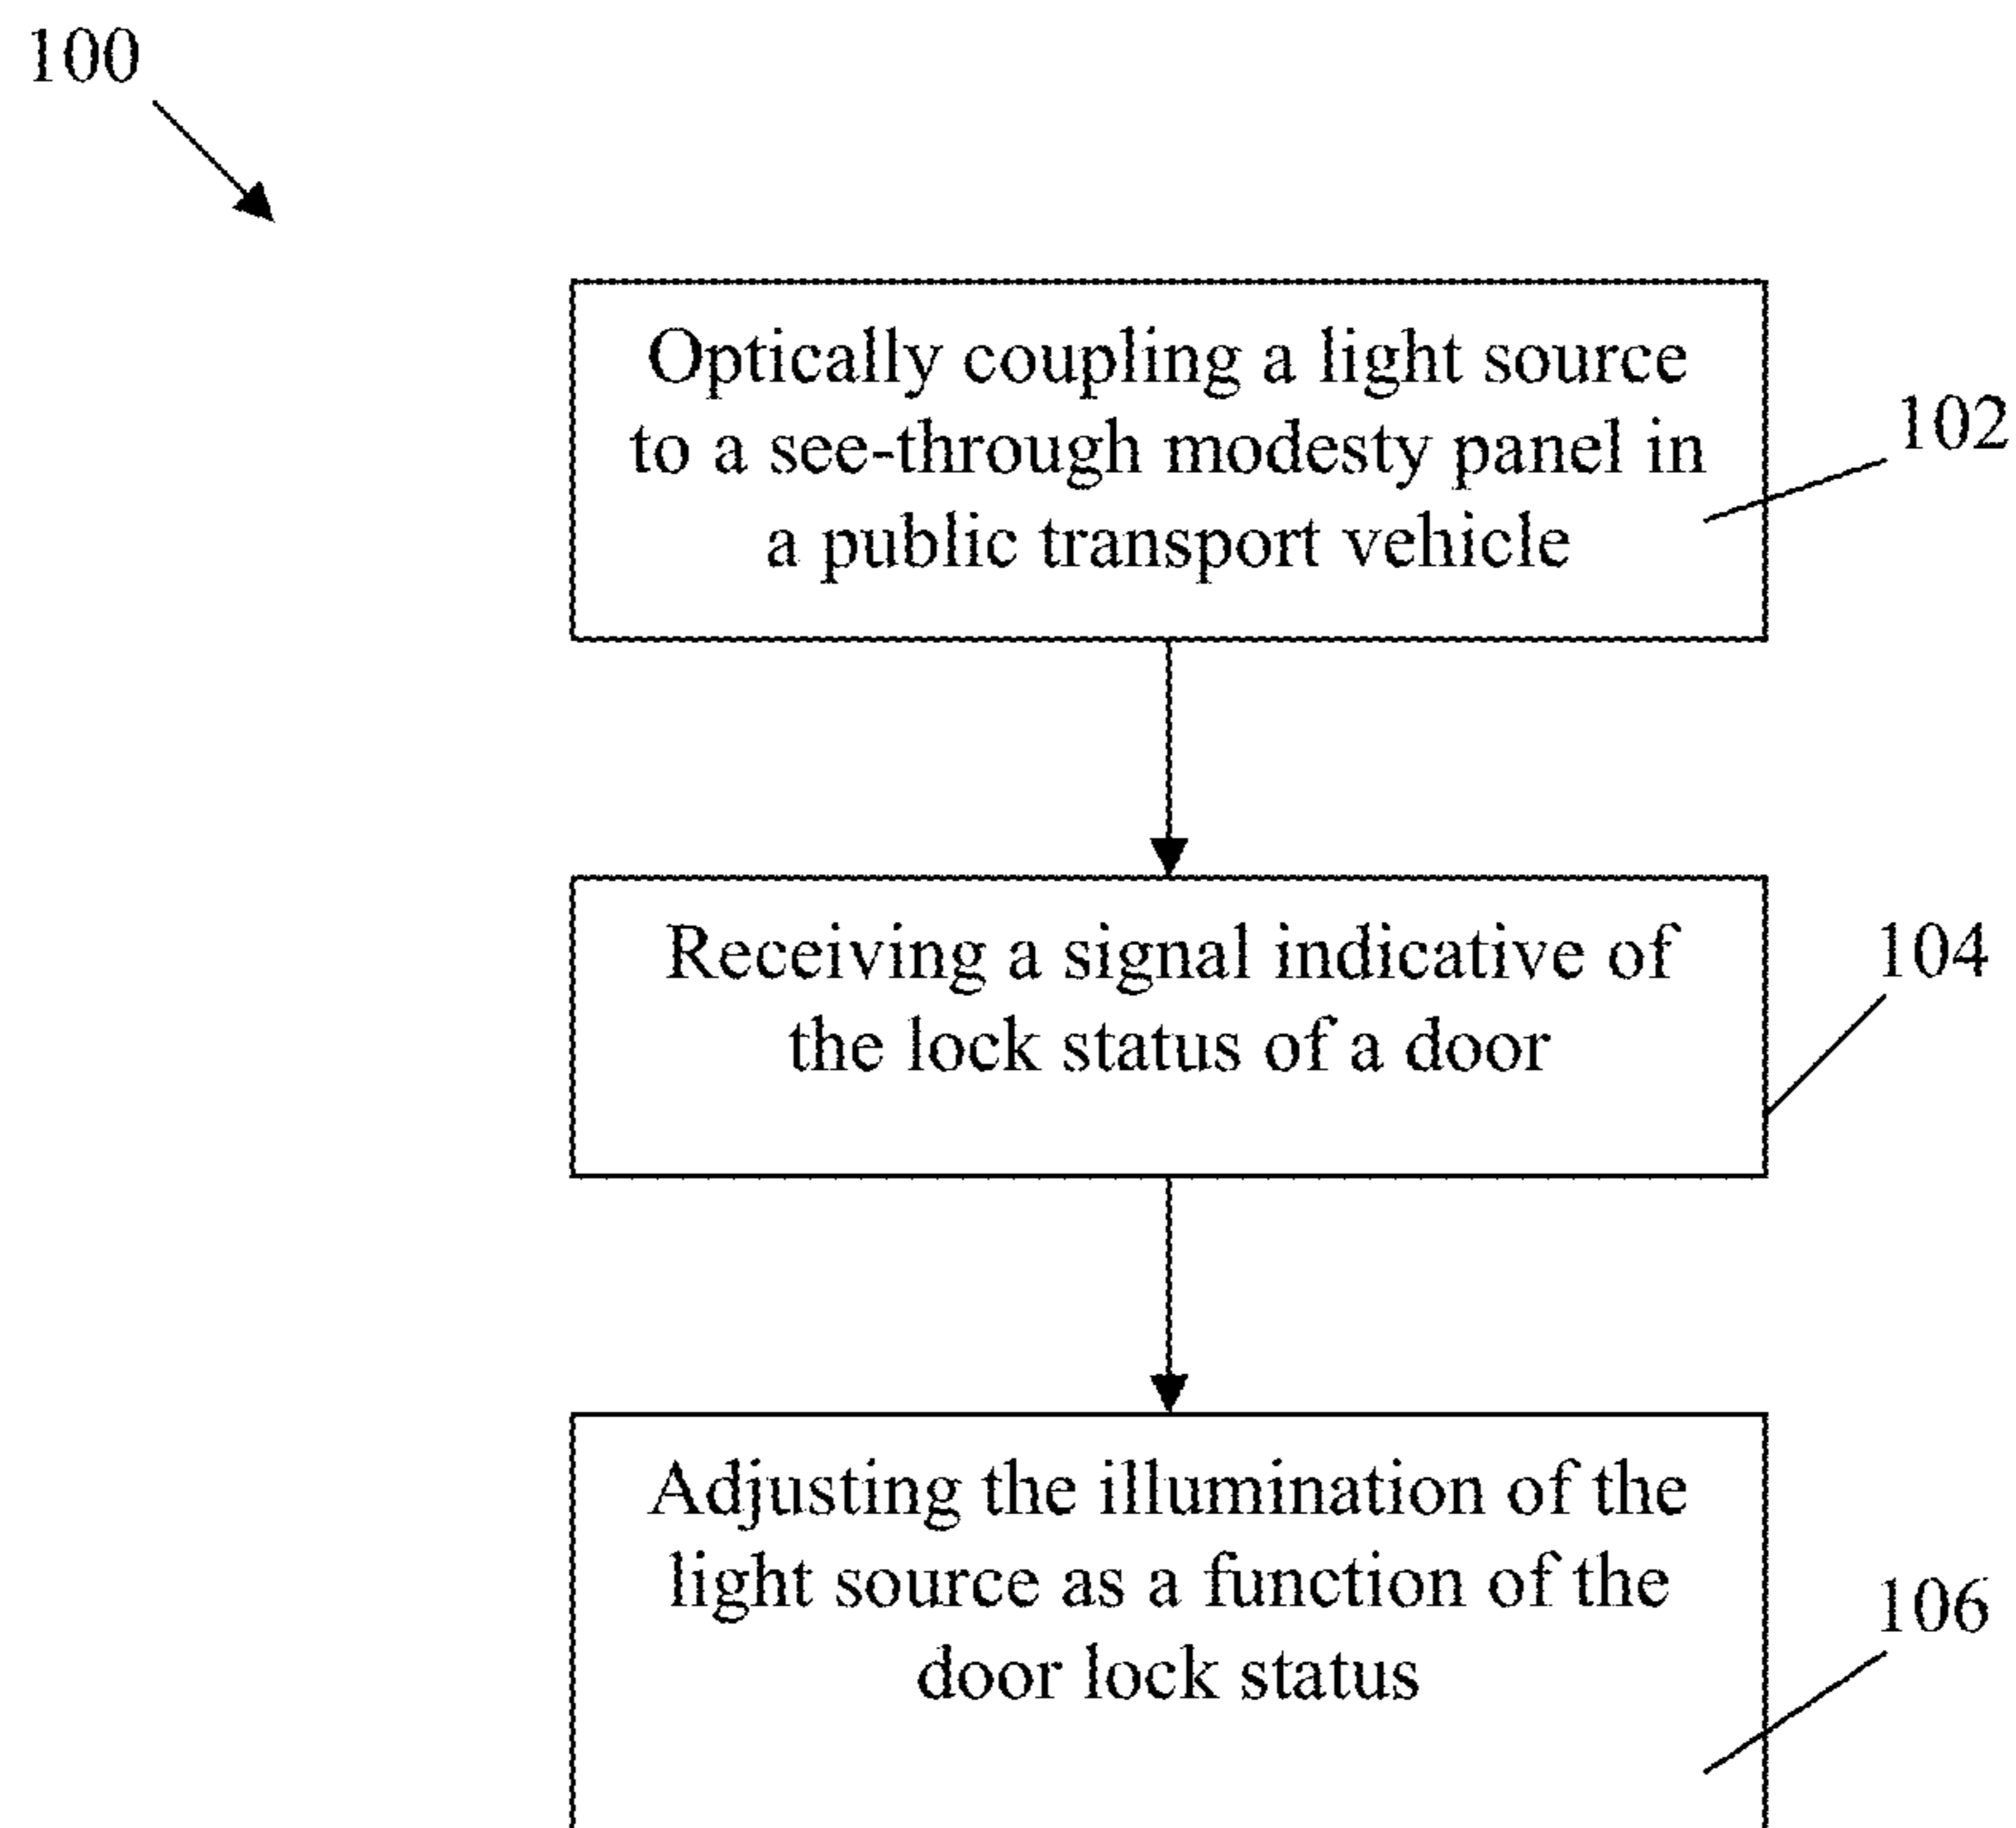 100
Optically coupling a light source
to a see-through modesty panel in
a public transport vehicle
102
Receiving a signal indicative of
the lock status of a door
104
Adjusting the illumination of the
light source as a function of the
door lock status
106